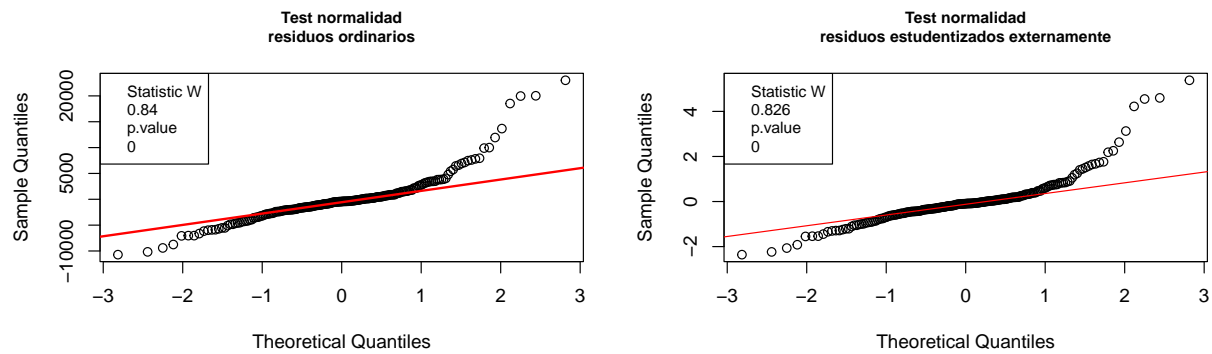 Test normalidad
residuos ordinarios
Statistic W
0.84
p.value
0
Sample Quantiles
20000
5000
−10000
−3 −2 −1 0 1 2 3
Theoretical Quantiles
Test normalidad
residuos estudentizados externamente
Statistic W
0.826
p.value
0
Sample Quantiles
4
2
0
−2
−3 −2 −1 0 1 2 3
Theoretical Quantiles